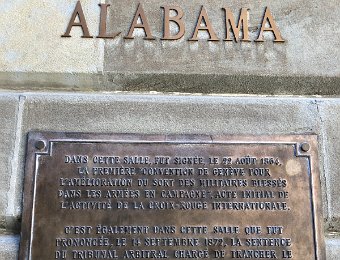 ALABAMA
DANS CETTE SALLE, FUT SIGNÉE, LE 22 AOÛT 1864,
LA PREMIÈRE CONVENTION DE GENÈVE POUR
L'AMÉLIORATION DU SORT DES MILITAIRES BLESSÉS
DANS LES ARMÉES EN CAMPAGNE, ACTE INITIAL DE
L'ACTIVITÉ DE LA CROIX-ROUGE INTERNATIONALE.
C'EST ÉGALEMENT DANS CETTE SALLE QUE FUT
PRONONCÉE, LE 14 SEPTEMBRE 1872, LA SENTENCE
DU TRIBUNAL ARBITRAL CHARGÉ DE TRANCHER LE